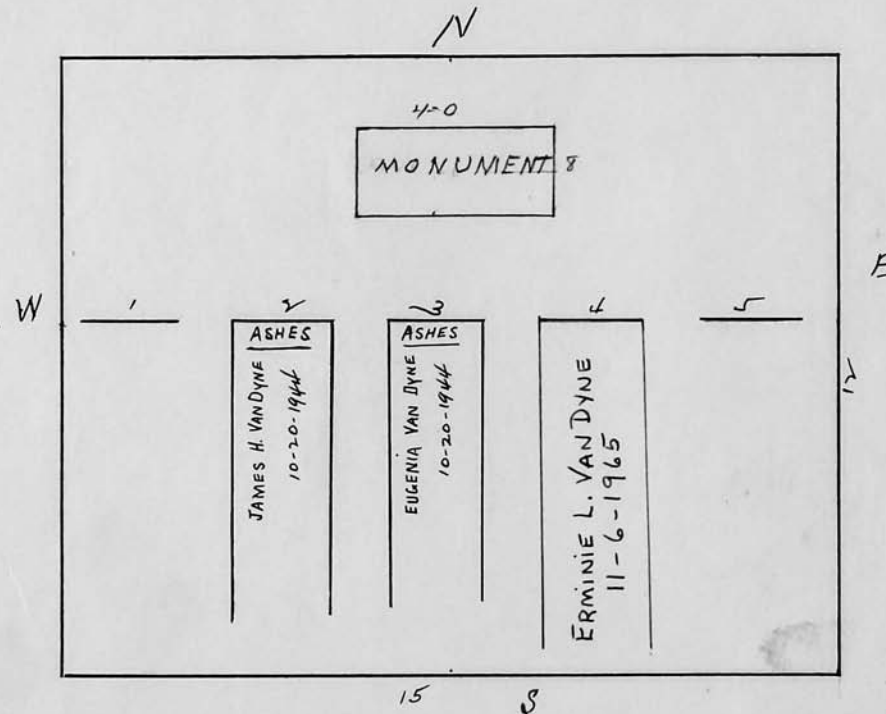 N
4-0
MONUMENT 8
W
E
1
2
3
4
5
ASHES
JAMES H. VAN DYNE
10-20-1944
ASHES
EUGENIA VAN DYNE
10-20-1944
ERMINIE L. VAN DYNE
11-6-1965
12
15
S